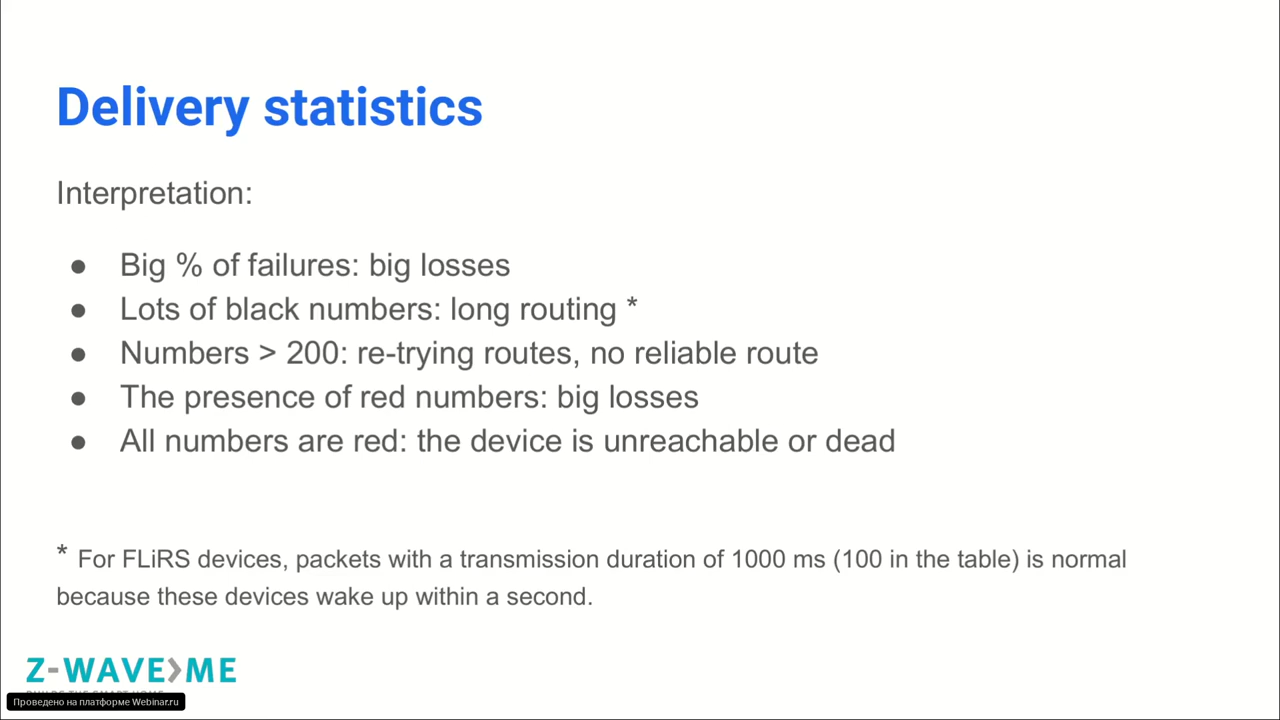 Delivery statistics
Interpretation:
● Big % of failures: big losses
● Lots of black numbers: long routing *
● Numbers > 200: re-trying routes, no reliable route
● The presence of red numbers: big losses
● All numbers are red: the device is unreachable or dead
* For FLiRS devices, packets with a transmission duration of 1000 ms (100 in the table) is normal
because these devices wake up within a second.
Z-WAVE>ME
Проведено на платформе Webinar.ru